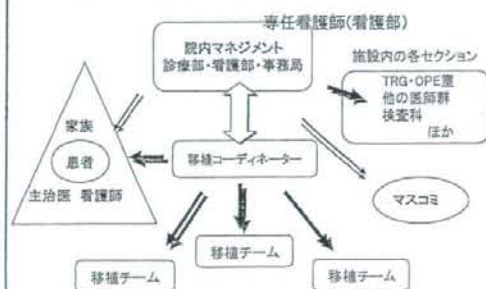 専任看護師(看護部)
院内マネジメント
診療部・看護部・事務局
施設内の各セクション
TRG・OPE室
他の医師群
検査科
ほか
家族
患者
主治医 看護師
移植コーディネーター
マスコミ
移植チーム
移植チーム
移植チーム